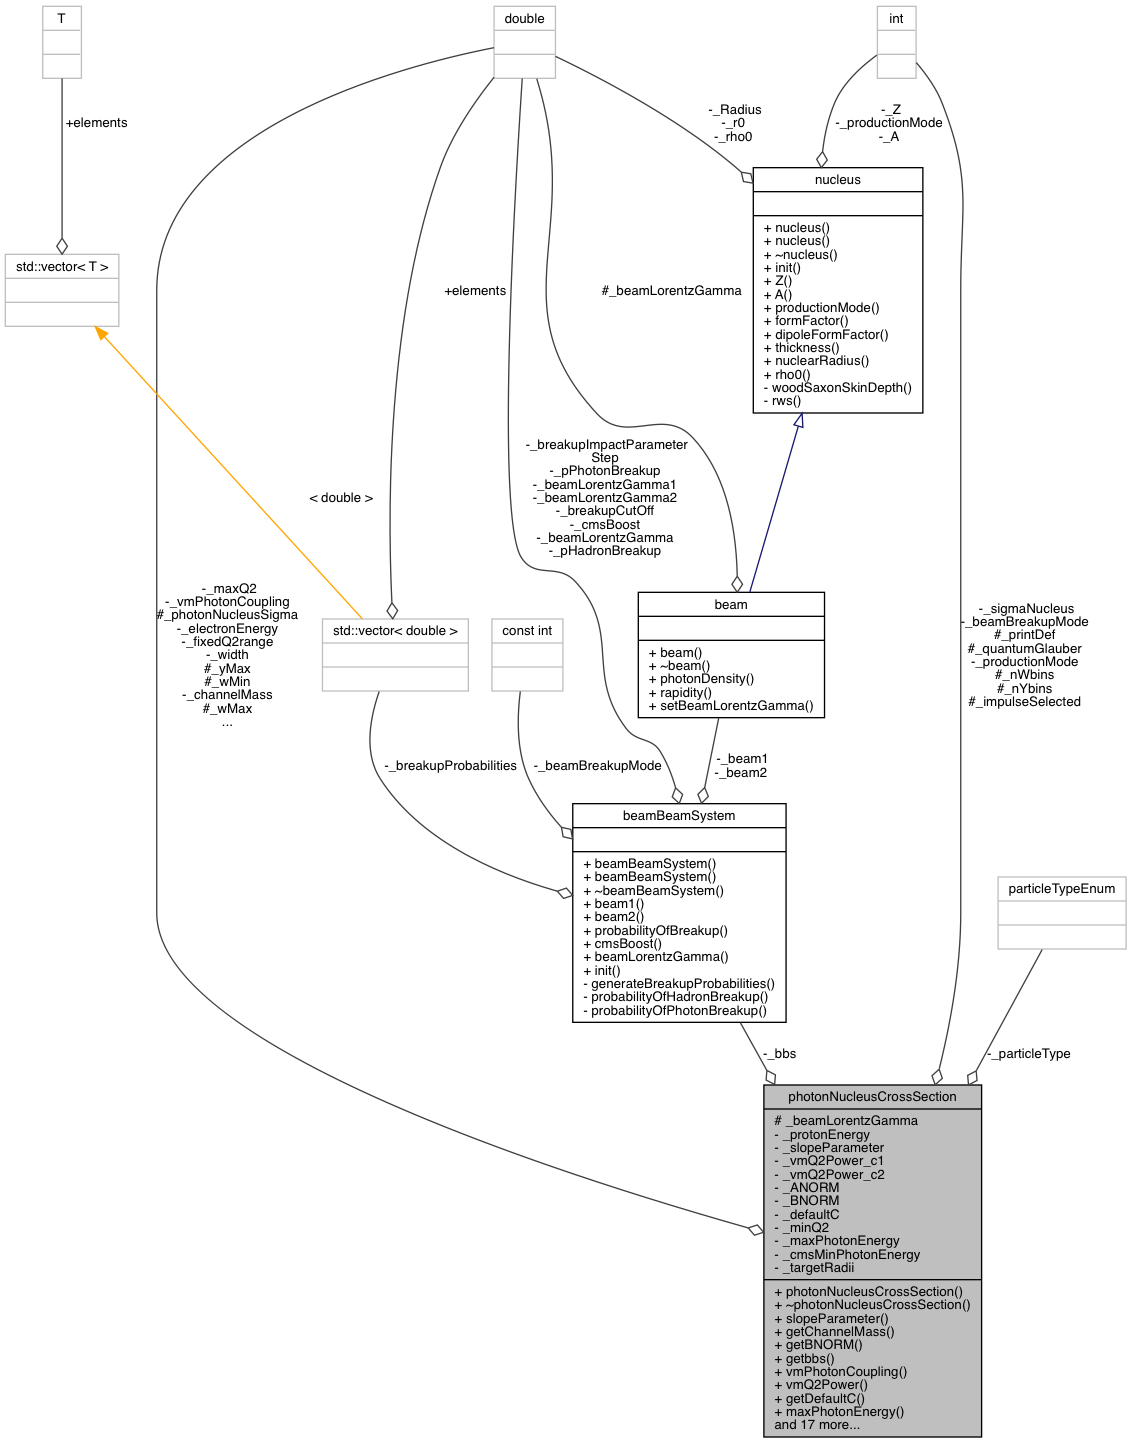 T
double
int
+elements
-_Radius
-_r0
-_rho0
-_Z
-_productionMode
-_A
nucleus
+ nucleus()
+ nucleus()
+ ~nucleus()
+ init()
+ Z()
+ A()
+ productionMode()
+ formFactor()
+ dipoleFormFactor()
+ thickness()
+ nuclearRadius()
+ rho0()
- woodSaxonSkinDepth()
- rws()
std::vector< T >
+elements
#_beamLorentzGamma
< double >
-_breakupImpactParameter
Step
-_pPhotonBreakup
-_beamLorentzGamma1
-_beamLorentzGamma2
-_breakupCutOff
-_cmsBoost
-_beamLorentzGamma
-_pHadronBreakup
-_maxQ2
-_vmPhotonCoupling
#_photonNucleusSigma
-_electronEnergy
-_fixedQ2range
-_width
#_yMax
#_wMin
-_channelMass
#_wMax
...
std::vector< double >
const int
beam
+ beam()
+ ~beam()
+ photonDensity()
+ rapidity()
+ setBeamLorentzGamma()
-_sigmaNucleus
-_beamBreakupMode
#_printDef
#_quantumGlauber
-_productionMode
#_nWbins
#_nYbins
#_impulseSelected
-_breakupProbabilities
-_beamBreakupMode
-_beam1
-_beam2
beamBeamSystem
+ beamBeamSystem()
+ beamBeamSystem()
+ ~beamBeamSystem()
+ beam1()
+ beam2()
+ probabilityOfBreakup()
+ cmsBoost()
+ beamLorentzGamma()
+ init()
- generateBreakupProbabilities()
- probabilityOfHadronBreakup()
- probabilityOfPhotonBreakup()
particleTypeEnum
-_bbs
-_particleType
photonNucleusCrossSection
# _beamLorentzGamma
- _protonEnergy
- _slopeParameter
- _vmQ2Power_c1
- _vmQ2Power_c2
- _ANORM
- _BNORM
- _defaultC
- _minQ2
- _maxPhotonEnergy
- _cmsMinPhotonEnergy
- _targetRadii
+ photonNucleusCrossSection()
+ ~photonNucleusCrossSection()
+ slopeParameter()
+ getChannelMass()
+ getBNORM()
+ getbbs()
+ vmPhotonCoupling()
+ vmQ2Power()
+ getDefaultC()
+ maxPhotonEnergy()
and 17 more...